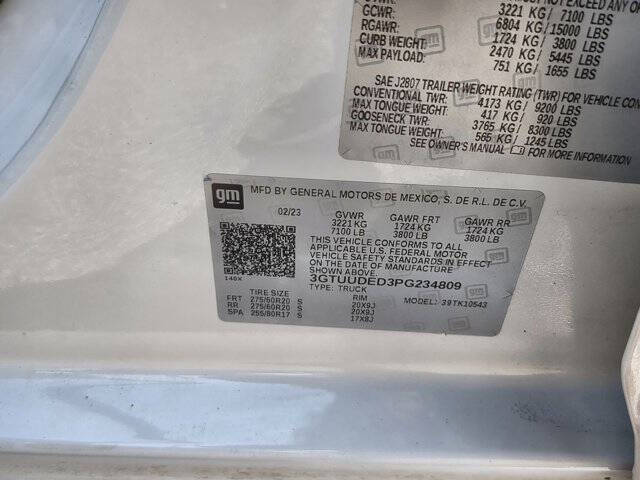 NOT EXCEED ANY OF
GVWR: 3221 KG / 7100 LBS
GCWR: 6804 KG / 15000 LBS
RGAWR: 1724 KG / 3800 LBS
CURB WEIGHT: 2470 KG / 5445 LBS
MAX PAYLOAD: 751 KG / 1655 LBS
SAE J2807 TRAILER WEIGHT RATING (TWR) FOR VEHICLE
CONVENTIONAL TWR: 4173 KG / 9200 LBS
MAX TONGUE WEIGHT: 417 KG / 920 LBS
GOOSENECK TWR: 3765 KG / 8300 LBS
MAX TONGUE WEIGHT: 565 KG / 1245 LBS
SEE OWNER'S MANUAL FOR MORE INFORMATION
gm MFD BY GENERAL MOTORS DE MEXICO, S. DE R.L. DE C.V.
02/23 GVWR GAWR FRT GAWR RR
3221 KG 1724 KG 1724 KG
7100 LB 3800 LB 3800 LB
THIS VEHICLE CONFORMS TO ALL
APPLICABLE U.S. FEDERAL MOTOR
VEHICLE SAFETY STANDARDS IN
EFFECT ON THE DATE OF
MANUFACTURE SHOWN ABOVE.
3GTUUDED3PG234809
TYPE: TRUCK MODEL: 39TK10543
TIRE SIZE RIM
FRT 275/60R20 S 20X9J
RR 275/60R20 S 20X9J
SPA 255/80R17 S 17X8J